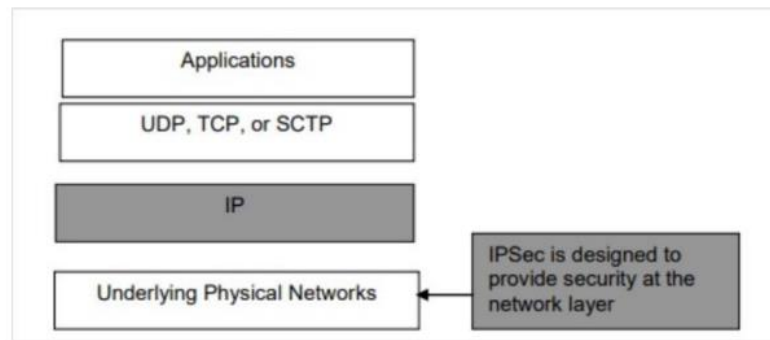 Applications
UDP, TCP, or SCTP
IP
IPSec is designed to
provide security at the
network layer
Underlying Physical Networks